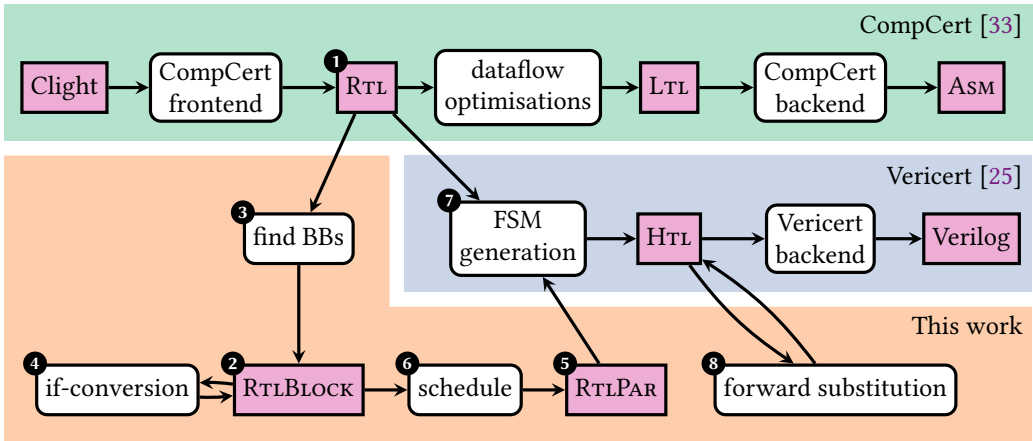 CompCert [33]
Clight
CompCert
frontend
1
RTL
dataflow
optimisations
LTL
CompCert
backend
ASM
Vericert [25]
3
find BBs
7
FSM
generation
HTL
Vericert
backend
Verilog
This work
4
if-conversion
2
RTLBLOCK
6
schedule
5
RTLPAR
8
forward substitution